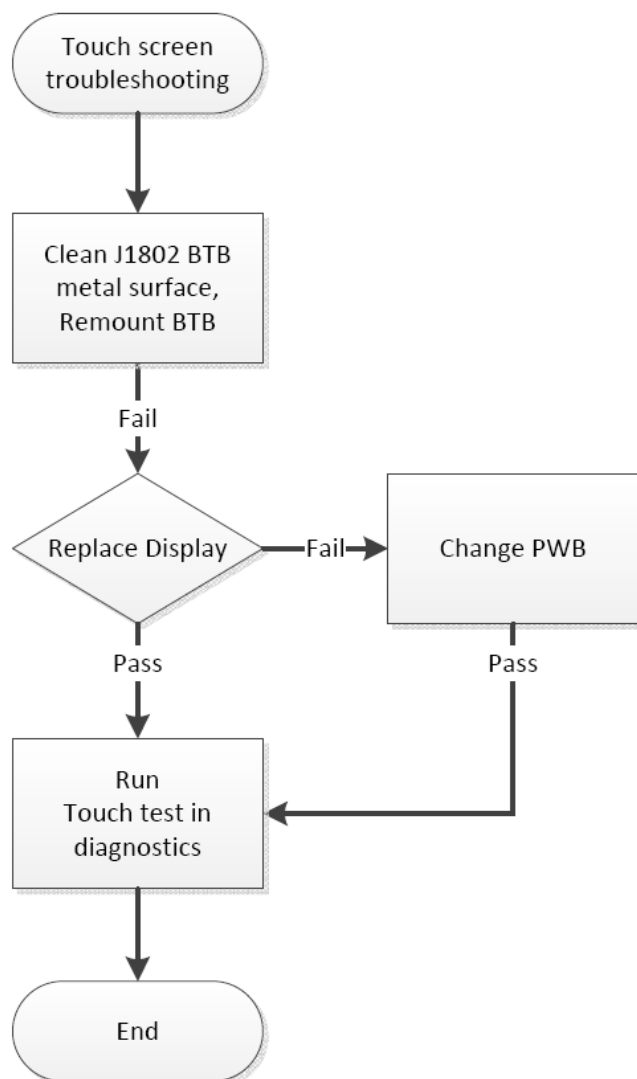 Touch screen
troubleshooting
Clean J1802 BTB
metal surface,
Remount BTB
Fail
Replace Display
Fail
Change PWB
Pass
Pass
Run
Touch test in
diagnostics
End